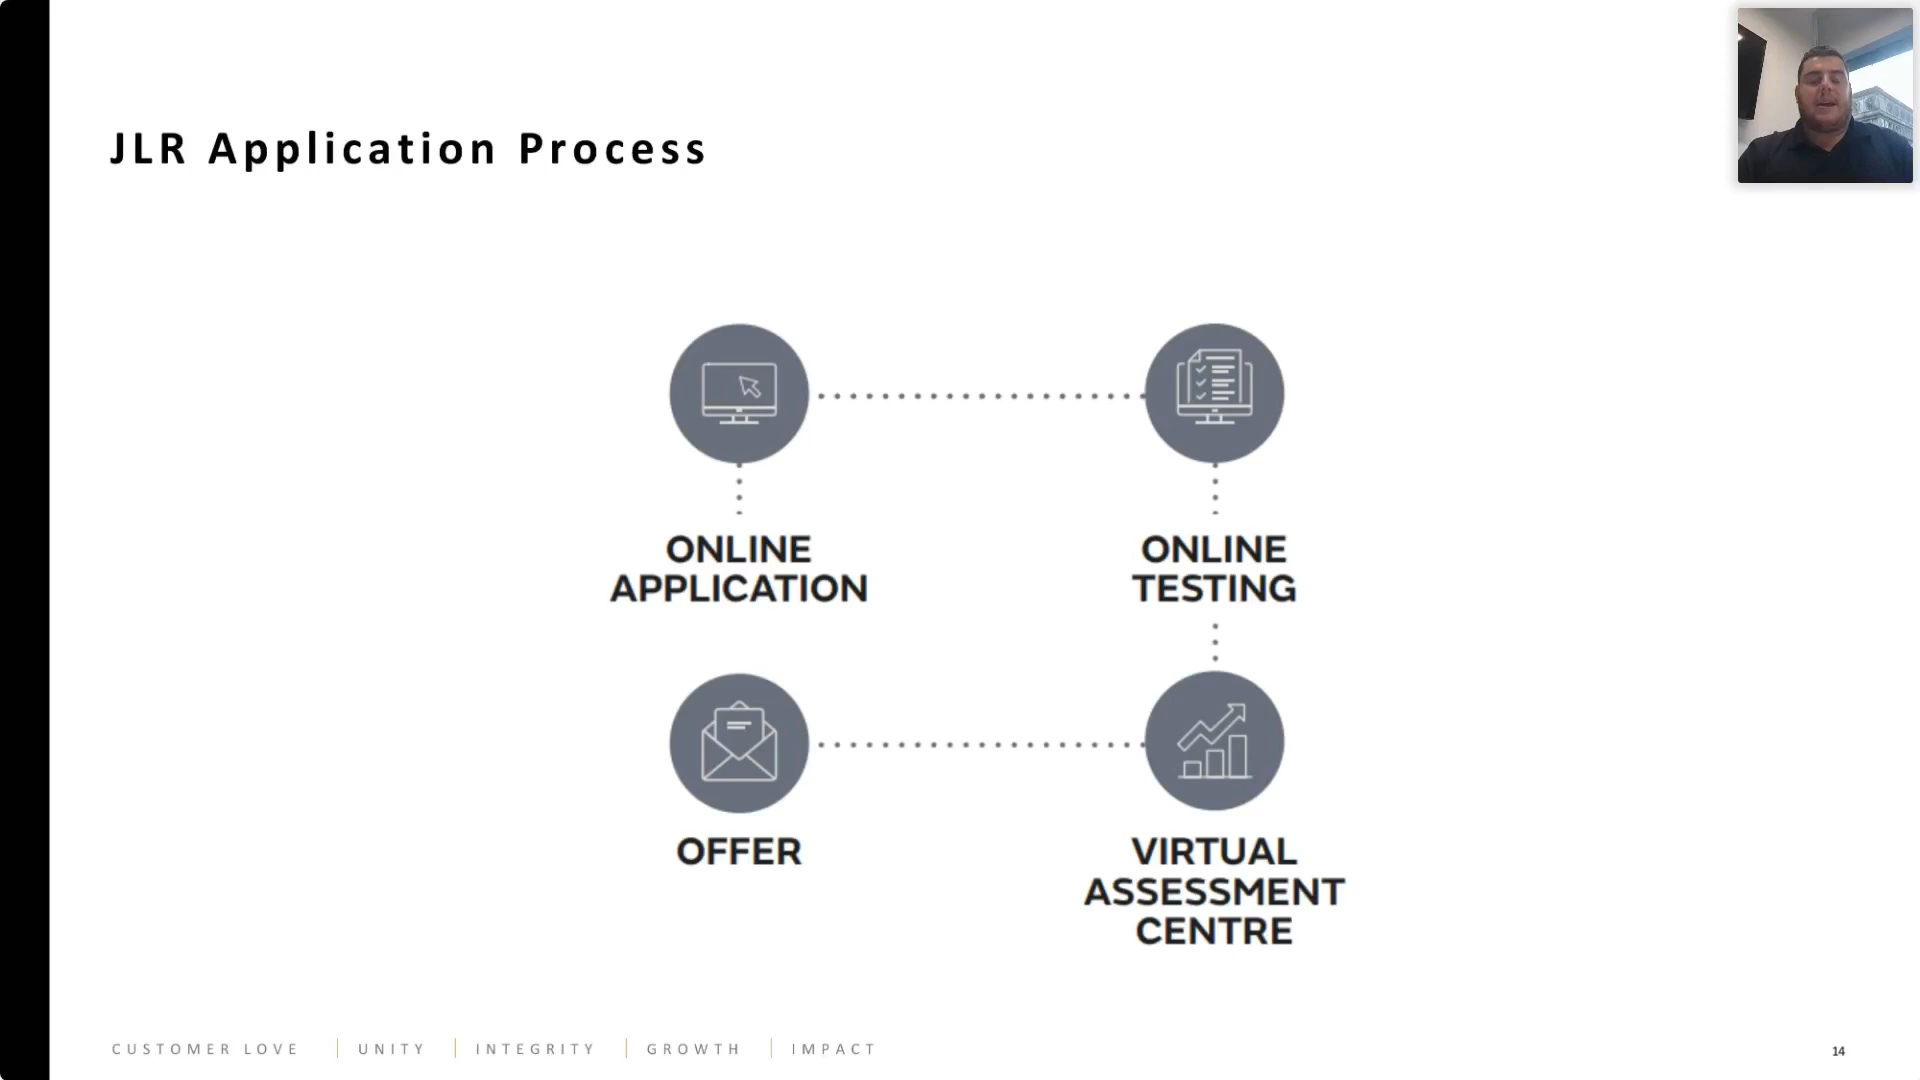 JLR Application Process
ONLINE
APPLICATION
ONLINE
TESTING
OFFER
VIRTUAL
ASSESSMENT
CENTRE
CUSTOMER LOVE | UNITY | INTEGRITY | GROWTH | IMPACT
14